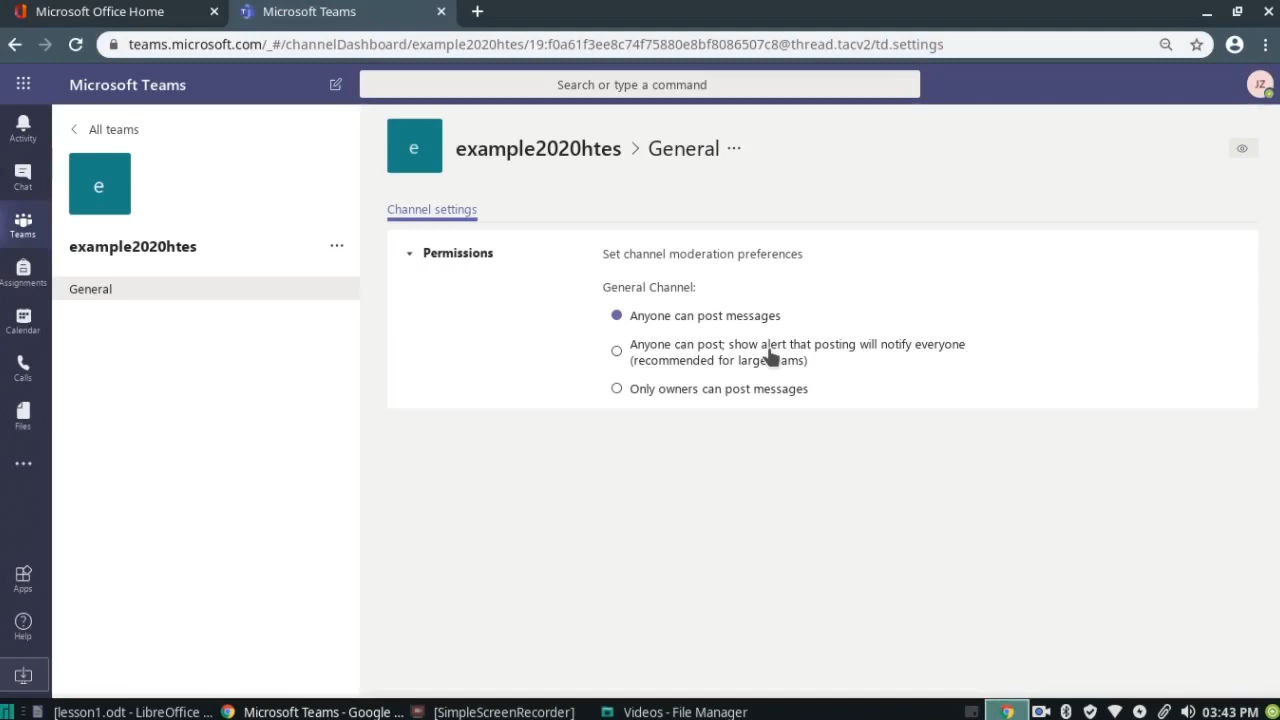 Microsoft Office Home
Microsoft Teams
teams.microsoft.com/_#/channelDashboard/example2020htes/19:f0a61f3ee8c74f75880e8bf8086507c8@thread.tacv2/td.settings
Microsoft Teams
Search or type a command
JZ
Activity
Chat
Teams
Assignments
Calendar
Calls
Files
Apps
Help
All teams
e
example2020htes
General
e
example2020htes > General
Channel settings
Permissions
Set channel moderation preferences
General Channel:
Anyone can post messages
Anyone can post; show alert that posting will notify everyone
(recommended for large teams)
Only owners can post messages
[lesson1.odt - LibreOffice ...
Microsoft Teams - Google ...
[SimpleScreenRecorder]
Videos - File Manager
03:43 PM